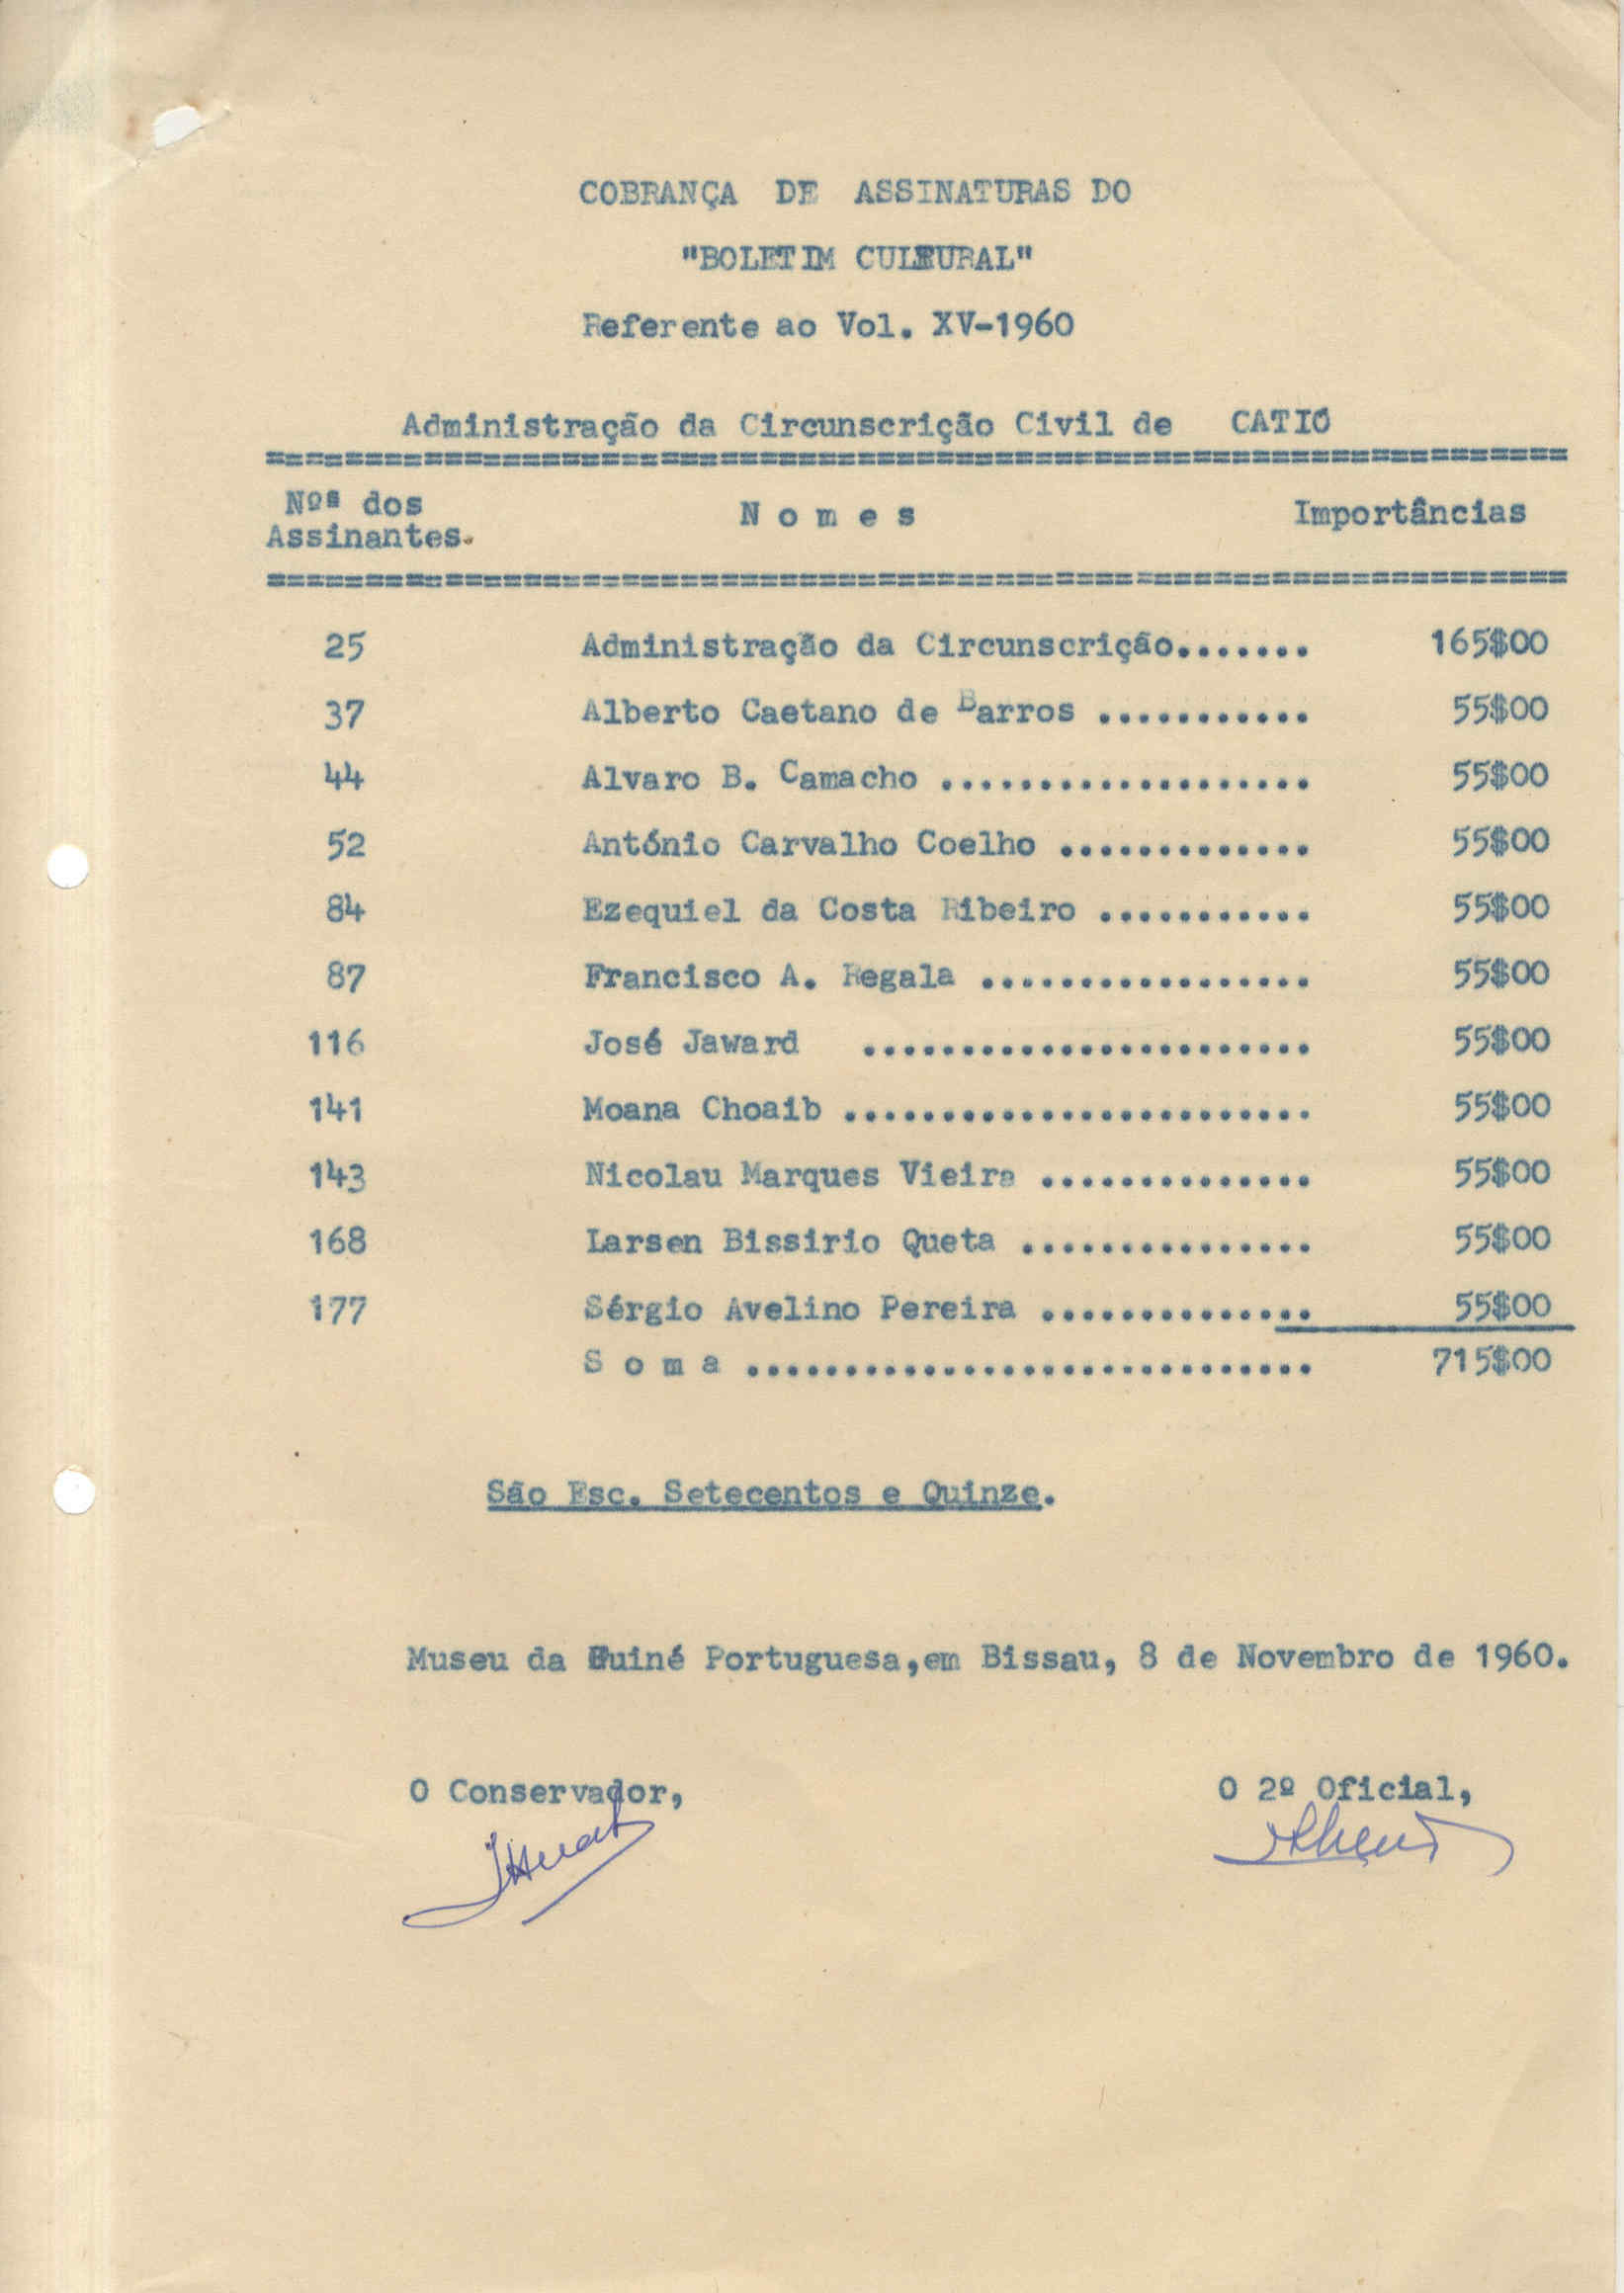 COBRANÇA DE ASSINATURAS DO
"BOLETIM CULTURAL"
Referente ao Vol. XV-1960
Administração da Circunscrição Civil de CATIÓ
Nºs dos Assinantes. N o m e s Importâncias
25 Administração da Circunscrição....... 165$00
37 Alberto Caetano de Barros ........... 55$00
44 Alvaro B. Camacho ................... 55$00
52 António Carvalho Coelho ............. 55$00
84 Ezequiel da Costa Ribeiro ........... 55$00
87 Francisco A. Regala ................. 55$00
116 José Jaward ....................... 55$00
141 Moana Choaib ........................ 55$00
143 Nicolau Marques Vieira .............. 55$00
168 Larsen Bissirio Queta ............... 55$00
177 Sérgio Avelino Pereira .............. 55$00
S o m a ............................. 715$00
São Esc. Setecentos e Quinze.
Museu da Guiné Portuguesa,em Bissau, 8 de Novembro de 1960.
O Conservador, O 2º Oficial,